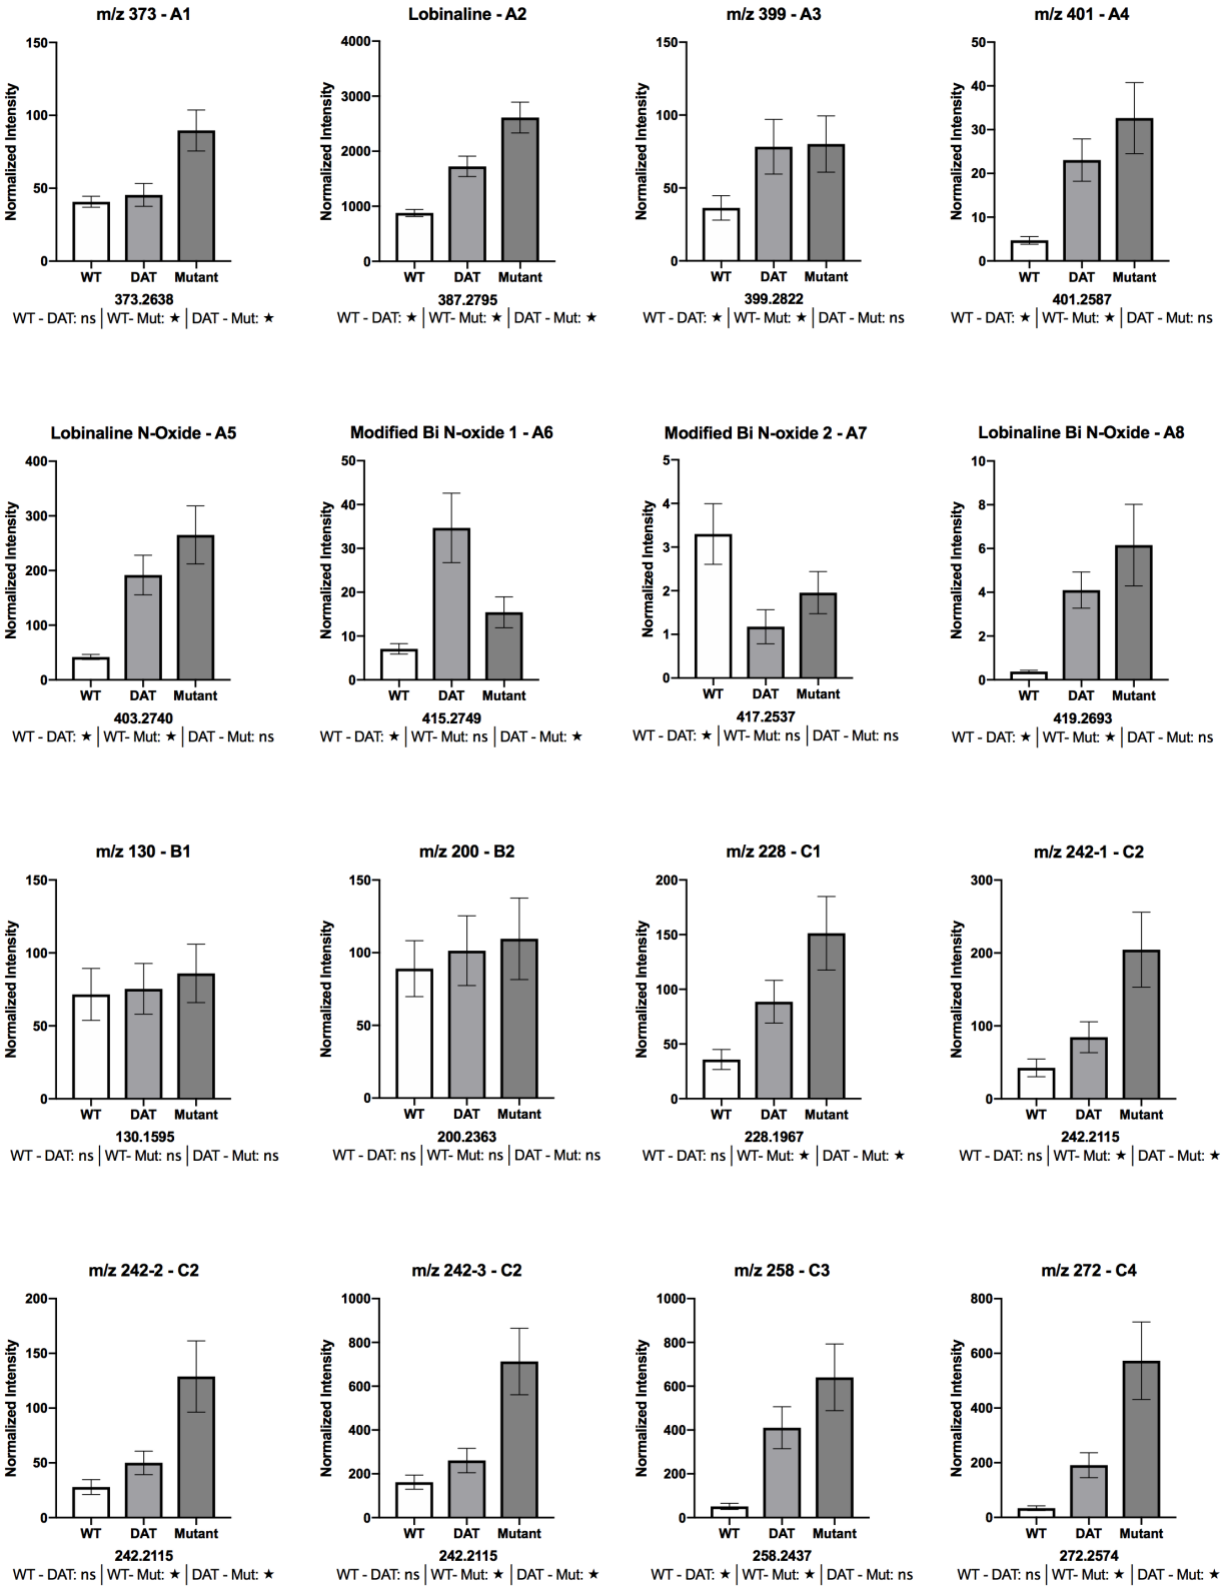 m/z 373 - A1
Normalized Intensity
150
100
50
0
WT DAT Mutant
373.2638
WT - DAT: ns | WT- Mut: ★ | DAT - Mut: ★
Lobinaline - A2
Normalized Intensity
4000
3000
2000
1000
0
WT DAT Mutant
387.2795
WT - DAT: ★ | WT- Mut: ★ | DAT - Mut: ★
m/z 399 - A3
Normalized Intensity
150
100
50
0
WT DAT Mutant
399.2822
WT - DAT: ★ | WT- Mut: ★ | DAT - Mut: ns
m/z 401 - A4
Normalized Intensity
50
40
30
20
10
0
WT DAT Mutant
401.2587
WT - DAT: ★ | WT- Mut: ★ | DAT - Mut: ns
Lobinaline N-Oxide - A5
Normalized Intensity
400
300
200
100
0
WT DAT Mutant
403.2740
WT - DAT: ★ | WT- Mut: ★ | DAT - Mut: ns
Modified Bi N-oxide 1 - A6
Normalized Intensity
50
40
30
20
10
0
WT DAT Mutant
415.2749
WT - DAT: ★ | WT- Mut: ns | DAT - Mut: ★
Modified Bi N-oxide 2 - A7
Normalized Intensity
5
4
3
2
1
0
WT DAT Mutant
417.2537
WT - DAT: ★ | WT- Mut: ns | DAT - Mut: ns
Lobinaline Bi N-Oxide - A8
Normalized Intensity
10
8
6
4
2
0
WT DAT Mutant
419.2693
WT - DAT: ★ | WT- Mut: ★ | DAT - Mut: ns
m/z 130 - B1
Normalized Intensity
150
100
50
0
WT DAT Mutant
130.1595
WT - DAT: ns | WT- Mut: ns | DAT - Mut: ns
m/z 200 - B2
Normalized Intensity
150
100
50
0
WT DAT Mutant
200.2363
WT - DAT: ns | WT- Mut: ns | DAT - Mut: ns
m/z 228 - C1
Normalized Intensity
200
150
100
50
0
WT DAT Mutant
228.1967
WT - DAT: ns | WT- Mut: ★ | DAT - Mut: ★
m/z 242-1 - C2
Normalized Intensity
300
200
100
0
WT DAT Mutant
242.2115
WT - DAT: ns | WT- Mut: ★ | DAT - Mut: ★
m/z 242-2 - C2
Normalized Intensity
200
150
100
50
0
WT DAT Mutant
242.2115
WT - DAT: ns | WT- Mut: ★ | DAT - Mut: ★
m/z 242-3 - C2
Normalized Intensity
1000
800
600
400
200
0
WT DAT Mutant
242.2115
WT - DAT: ns | WT- Mut: ★ | DAT - Mut: ★
m/z 258 - C3
Normalized Intensity
1000
800
600
400
200
0
WT DAT Mutant
258.2437
WT - DAT: ★ | WT- Mut: ★ | DAT - Mut: ns
m/z 272 - C4
Normalized Intensity
800
600
400
200
0
WT DAT Mutant
272.2574
WT - DAT: ns | WT- Mut: ★ | DAT - Mut: ★